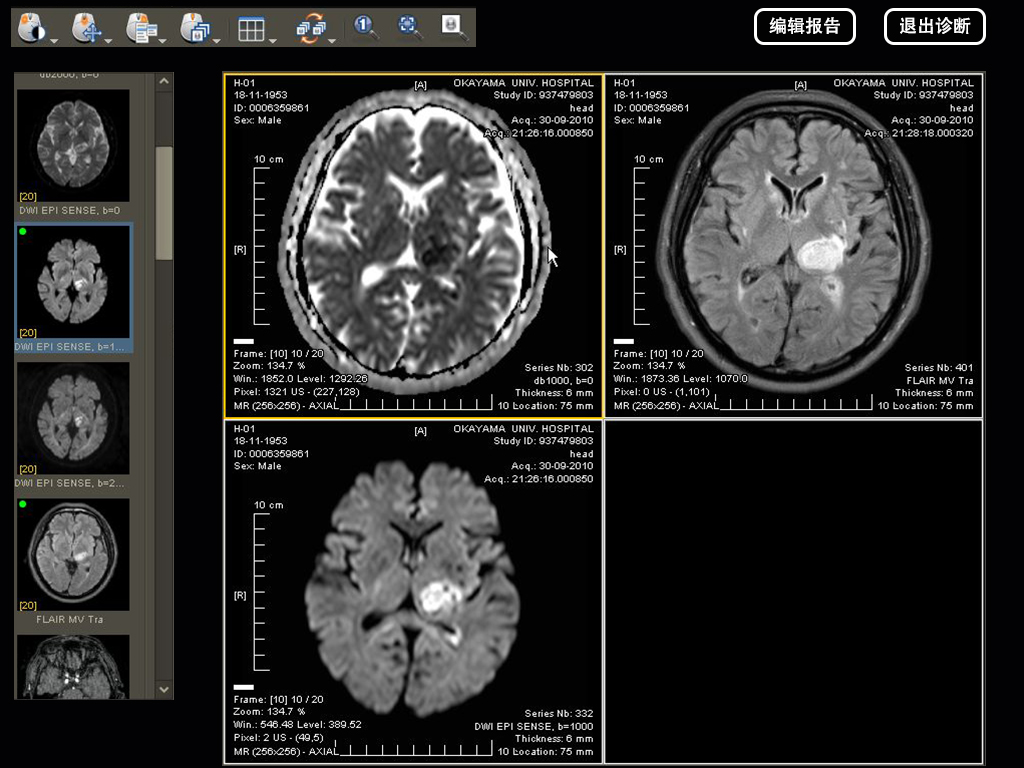 编辑报告
退出诊断
db2000, b=0
[20]
DWI EPI SENSE, b=0
[20]
DWI EPI SENSE, b=1...
[20]
DWI EPI SENSE, b=2...
[20]
FLAIR MV Tra
H-01
18-11-1953
ID: 0006359861
Sex: Male
[A]
OKAYAMA UNIV. HOSPITAL
Study ID: 937479803
head
Acq.: 30-09-2010
Acq.: 21:26:16.000850
10 cm
[R]
Frame: [10] 10 / 20
Zoom: 134.7 %
Win.: 1852.0 Level: 1292.26
Pixel: 1321 US - (227,128)
MR (256x256) - AXIAL
Series Nb: 302
db1000, b=0
Thickness: 6 mm
10 Location: 75 mm
H-01
18-11-1953
ID: 0006359861
Sex: Male
[A]
OKAYAMA UNIV. HOSPITAL
Study ID: 937479803
head
Acq.: 30-09-2010
Acq.: 21:28:18.000320
10 cm
[R]
Frame: [10] 10 / 20
Zoom: 134.7 %
Win.: 1873.36 Level: 1070.0
Pixel: 0 US - (1,101)
MR (256x256) - AXIAL
Series Nb: 401
FLAIR MV Tra
Thickness: 6 mm
10 Location: 75 mm
H-01
18-11-1953
ID: 0006359861
Sex: Male
[A]
OKAYAMA UNIV. HOSPITAL
Study ID: 937479803
head
Acq.: 30-09-2010
Acq.: 21:26:16.000850
10 cm
[R]
Frame: [10] 10 / 20
Zoom: 134.7 %
Win.: 546.48 Level: 389.52
Pixel: 2 US - (49,5)
MR (256x256) - AXIAL
Series Nb: 332
DWI EPI SENSE, b=1000
Thickness: 6 mm
10 Location: 75 mm